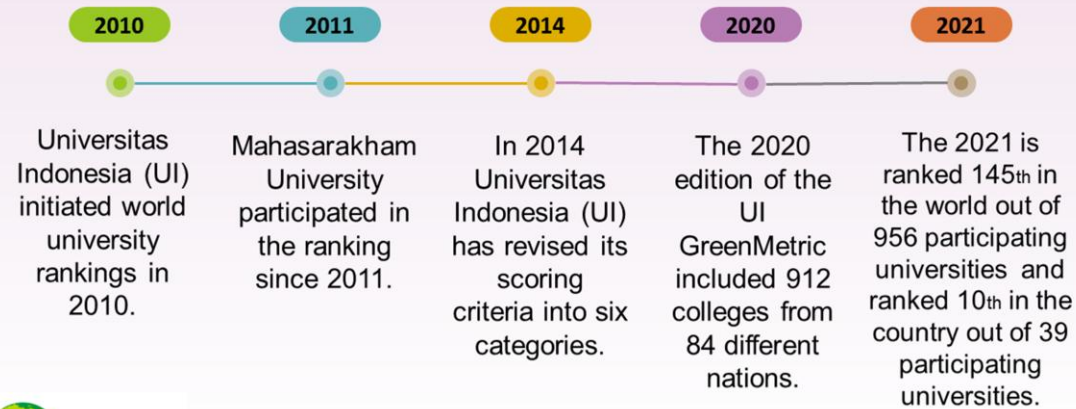 2010
2011
2014
2020
2021
Universitas
Indonesia (UI)
initiated world
university
rankings in
2010.
Mahasarakham
University
participated in
the ranking
since 2011.
In 2014
Universitas
Indonesia (UI)
has revised its
scoring
criteria into six
categories.
The 2020
edition of the
UI
GreenMetric
included 912
colleges from
84 different
nations.
The 2021 is
ranked 145th in
the world out of
956 participating
universities and
ranked 10th in the
country out of 39
participating
universities.